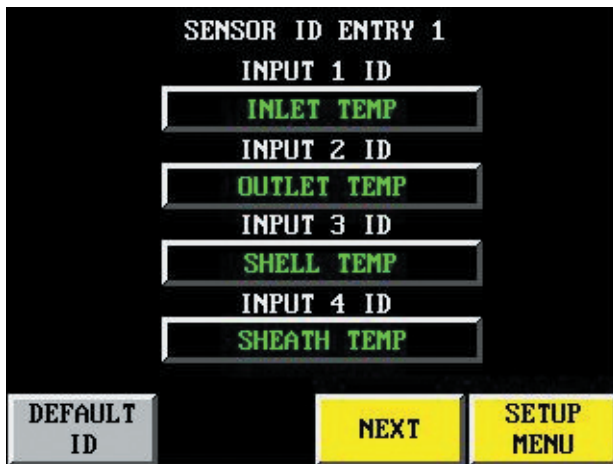 SENSOR ID ENTRY 1
INPUT 1 ID
INLET TEMP
INPUT 2 ID
OUTLET TEMP
INPUT 3 ID
SHELL TEMP
INPUT 4 ID
SHEATH TEMP
DEFAULT
ID
NEXT
SETUP
MENU